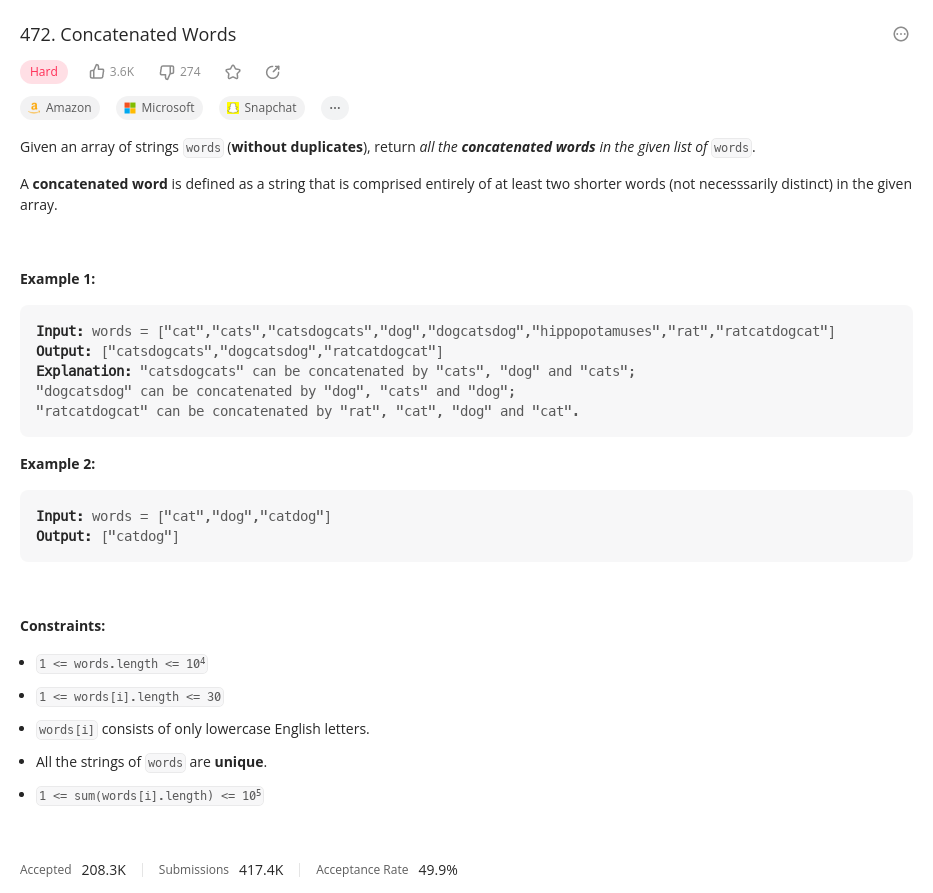 472. Concatenated Words
Hard 3.6K 274
Amazon Microsoft Snapchat ...
Given an array of strings words (without duplicates), return all the concatenated words in the given list of words.
A concatenated word is defined as a string that is comprised entirely of at least two shorter words (not necesssarily distinct) in the given
array.
Example 1:
Input: words = ["cat","cats","catsdogcats","dog","dogcatsdog","hippopotamuses","rat","ratcatdogcat"]
Output: ["catsdogcats","dogcatsdog","ratcatdogcat"]
Explanation: "catsdogcats" can be concatenated by "cats", "dog" and "cats";
"dogcatsdog" can be concatenated by "dog", "cats" and "dog";
"ratcatdogcat" can be concatenated by "rat", "cat", "dog" and "cat".
Example 2:
Input: words = ["cat","dog","catdog"]
Output: ["catdog"]
Constraints:
1 <= words.length <= 10⁴
1 <= words[i].length <= 30
words[i] consists of only lowercase English letters.
All the strings of words are unique.
1 <= sum(words[i].length) <= 10⁵
Accepted 208.3K Submissions 417.4K Acceptance Rate 49.9%